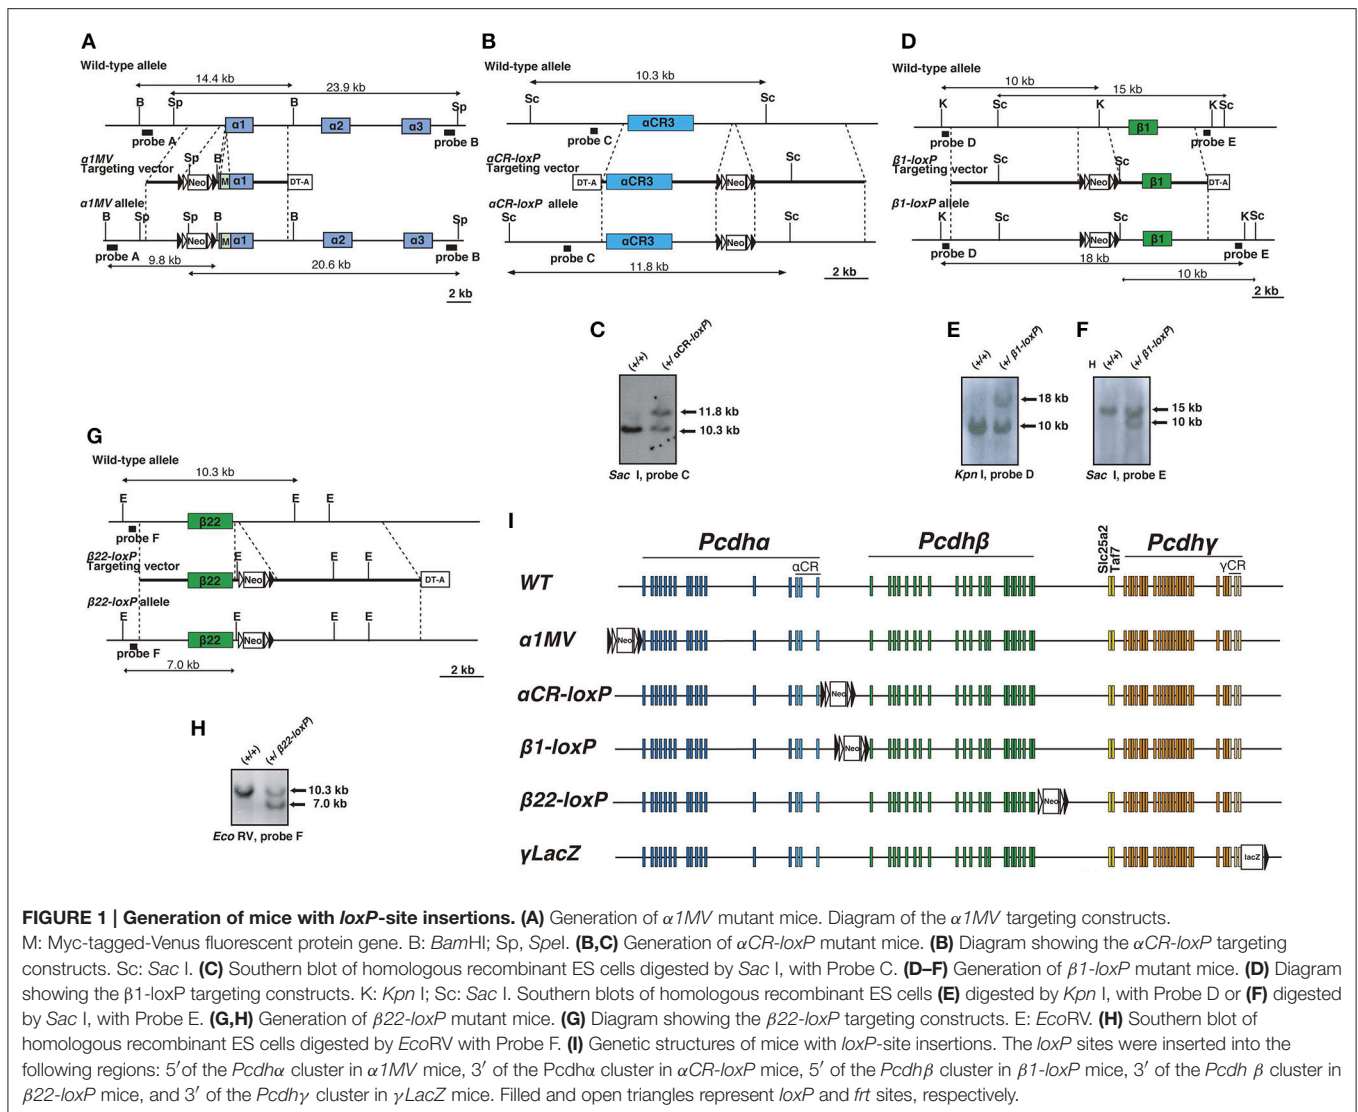 A
Wild-type allele
14.4 kb
23.9 kb
B Sp B Sp
α1 α2 α3
probe A probe B
α1MV
Targeting vector
Sp B
Neo M α1 DT-A
α1MV allele
B Sp Sp B B Sp
Neo M α1 α2 α3
probe A probe B
9.8 kb
20.6 kb
2 kb
B
Wild-type allele
10.3 kb
Sc Sc
αCR3
probe C
αCR-loxP
Targeting vector
Sc
DT-A αCR3 Neo
αCR-loxP allele
Sc Sc
αCR3 Neo
probe C
11.8 kb
2 kb
D
Wild-type allele
10 kb
15 kb
K Sc K K Sc
β1
probe D probe E
β1-loxP
Targeting vector
Sc
Neo β1 DT-A
β1-loxP allele
K Sc Sc K Sc
Neo β1
probe D probe E
18 kb
10 kb
2 kb
C
(+/+) (+/ αCR-loxP)
11.8 kb
10.3 kb
Sac I, probe C
E
(+/+) (+/ β1-loxP)
18 kb
10 kb
Kpn I, probe D
F
H (+/+) (+/ β1-loxP)
15 kb
10 kb
Sac I, probe E
G
Wild-type allele
10.3 kb
E E E
β22
probe F
β22-loxP
Targeting vector
E E E
β22 Neo DT-A
β22-loxP allele
E E E E
β22 Neo
probe F
7.0 kb
2 kb
H
(+/+) (+/ β22-loxP)
10.3 kb
7.0 kb
Eco RV, probe F
I
Pcdhα Pcdhβ Slc25a2 Taf7 Pcdhγ
αCR γCR
WT
α1MV Neo
αCR-loxP Neo
β1-loxP Neo
β22-loxP Neo
γLacZ lacZ
FIGURE 1 | Generation of mice with loxP-site insertions. (A) Generation of α1MV mutant mice. Diagram of the α1MV targeting constructs.
M: Myc-tagged-Venus fluorescent protein gene. B: BamHI; Sp, SpeI. (B,C) Generation of αCR-loxP mutant mice. (B) Diagram showing the αCR-loxP targeting
constructs. Sc: Sac I. (C) Southern blot of homologous recombinant ES cells digested by Sac I, with Probe C. (D–F) Generation of β1-loxP mutant mice. (D) Diagram
showing the β1-loxP targeting constructs. K: Kpn I; Sc: Sac I. Southern blots of homologous recombinant ES cells (E) digested by Kpn I, with Probe D or (F) digested
by Sac I, with Probe E. (G,H) Generation of β22-loxP mutant mice. (G) Diagram showing the β22-loxP targeting constructs. E: EcoRV. (H) Southern blot of
homologous recombinant ES cells digested by EcoRV with Probe F. (I) Genetic structures of mice with loxP-site insertions. The loxP sites were inserted into the
following regions: 5′of the Pcdhα cluster in α1MV mice, 3′ of the Pcdhα cluster in αCR-loxP mice, 5′ of the Pcdhβ cluster in β1-loxP mice, 3′ of the Pcdh β cluster in
β22-loxP mice, and 3′ of the Pcdhγ cluster in γLacZ mice. Filled and open triangles represent loxP and frt sites, respectively.